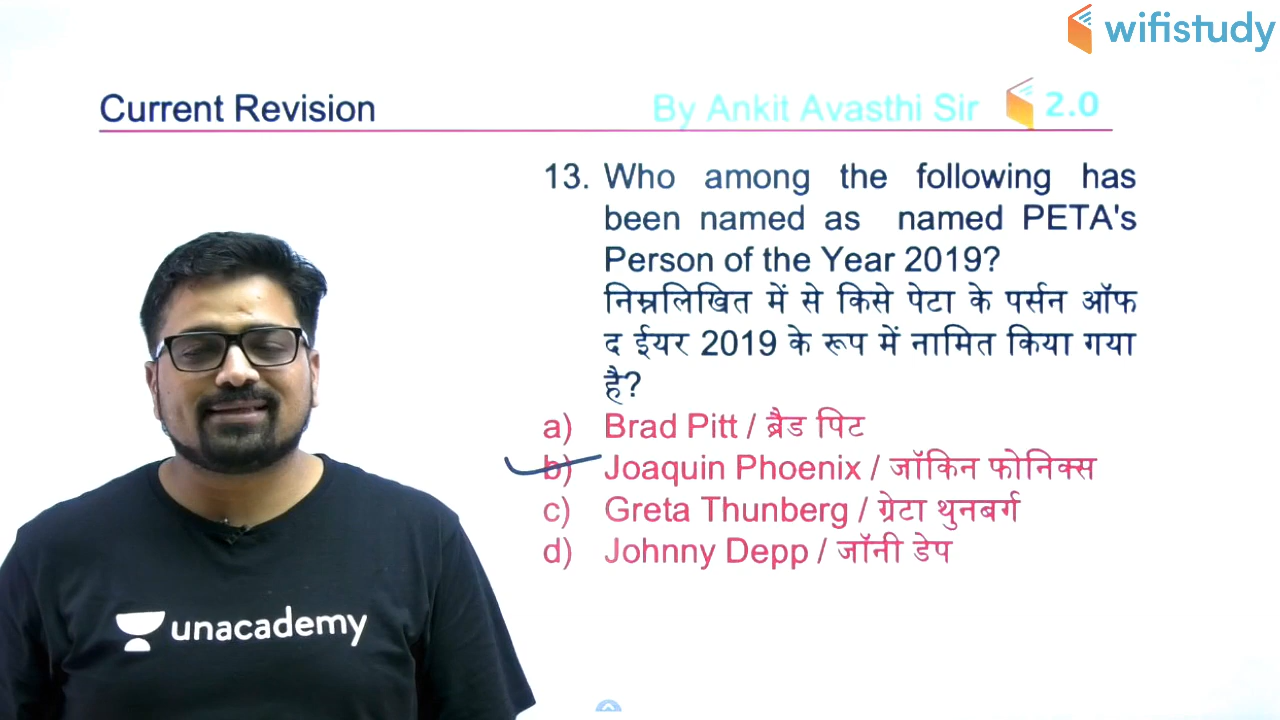 wifistudy
Current Revision
By Ankit Avasthi Sir 2.0
13. Who among the following has
been named as named PETA's
Person of the Year 2019?
निम्नलिखित में से किसे पेटा के पर्सन ऑफ
द ईयर 2019 के रूप में नामित किया गया
है?
a) Brad Pitt / ब्रैड पिट
b) Joaquin Phoenix / जॉकिन फोनिक्स
c) Greta Thunberg / ग्रेटा थुनबर्ग
d) Johnny Depp / जॉनी डेप
unacademy